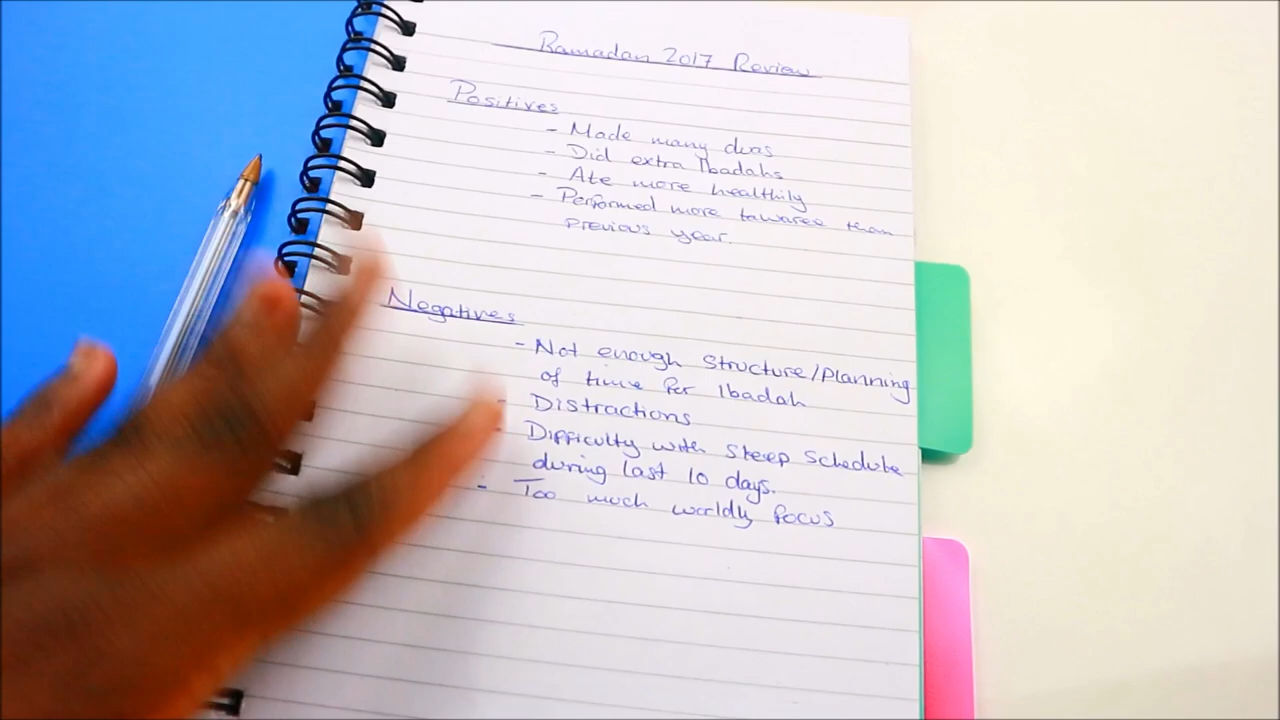 Ramadan 2017 Review
Positives
- Made many duas
- Did extra Ibadahs
- Ate more healthily
- Performed more tawaree than
previous year.
Negatives
- Not enough structure/planning
of time for Ibadah
- Distractions
- Difficulty with sleep schedule
during last 10 days.
- Too much worldly focus